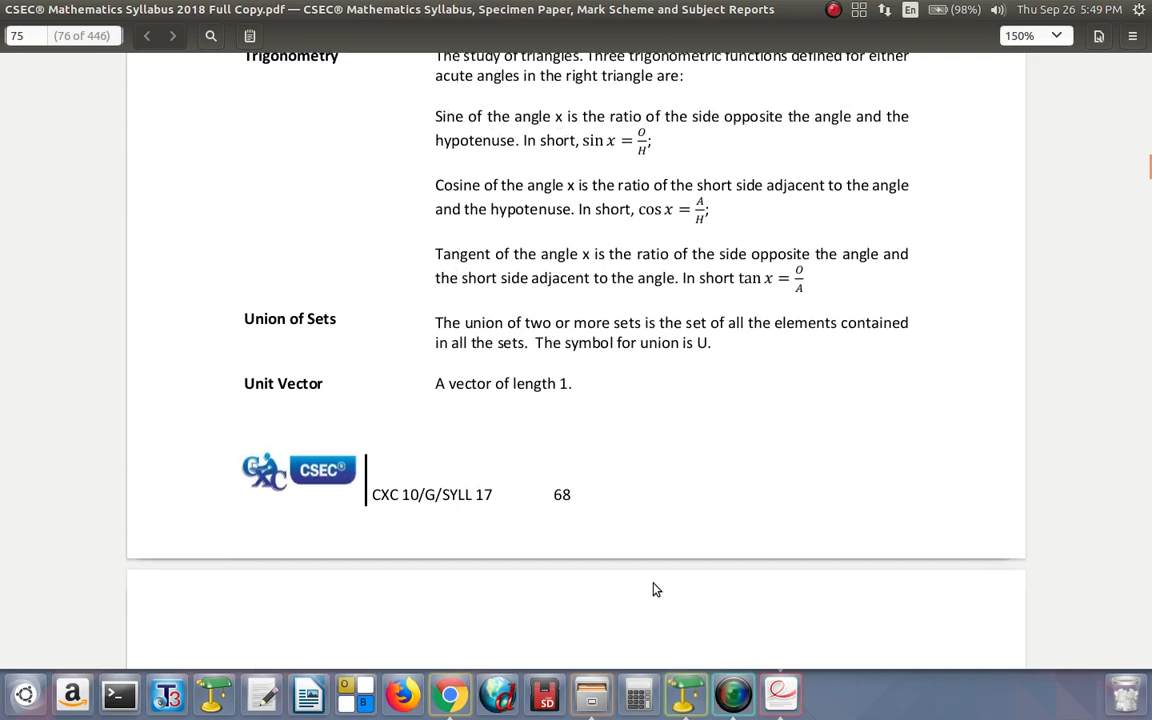 CSEC® Mathematics Syllabus 2018 Full Copy.pdf — CSEC® Mathematics Syllabus, Specimen Paper, Mark Scheme and Subject Reports
En
(98%)
Thu Sep 26 5:49 PM
75 (76 of 446)
150%
Trigonometry
The study of triangles. Three trigonometric functions defined for either
acute angles in the right triangle are:
Sine of the angle x is the ratio of the side opposite the angle and the
hypotenuse. In short, sin x = O/H;
Cosine of the angle x is the ratio of the short side adjacent to the angle
and the hypotenuse. In short, cos x = A/H;
Tangent of the angle x is the ratio of the side opposite the angle and
the short side adjacent to the angle. In short tan x = O/A
Union of Sets
The union of two or more sets is the set of all the elements contained
in all the sets. The symbol for union is U.
Unit Vector
A vector of length 1.
CXC CSEC®
CXC 10/G/SYLL 17 68